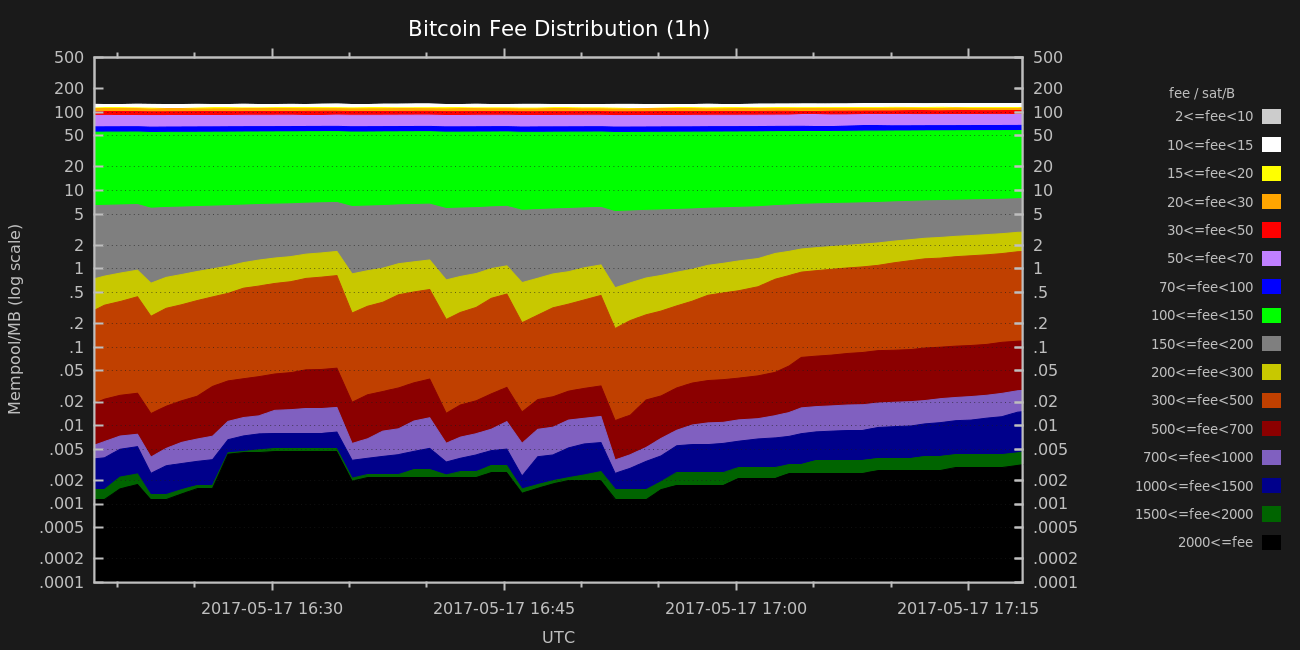 Bitcoin Fee Distribution (1h)
500
200
100
50
20
10
5
2
1
.5
.2
.1
.05
.02
.01
.005
.002
.001
.0005
.0002
.0001
Mempool/MB (log scale)
500
200
100
50
20
10
5
2
1
.5
.2
.1
.05
.02
.01
.005
.002
.001
.0005
.0002
.0001
2017-05-17 16:30
2017-05-17 16:45
2017-05-17 17:00
2017-05-17 17:15
UTC
fee / sat/B
2<=fee<10
10<=fee<15
15<=fee<20
20<=fee<30
30<=fee<50
50<=fee<70
70<=fee<100
100<=fee<150
150<=fee<200
200<=fee<300
300<=fee<500
500<=fee<700
700<=fee<1000
1000<=fee<1500
1500<=fee<2000
2000<=fee